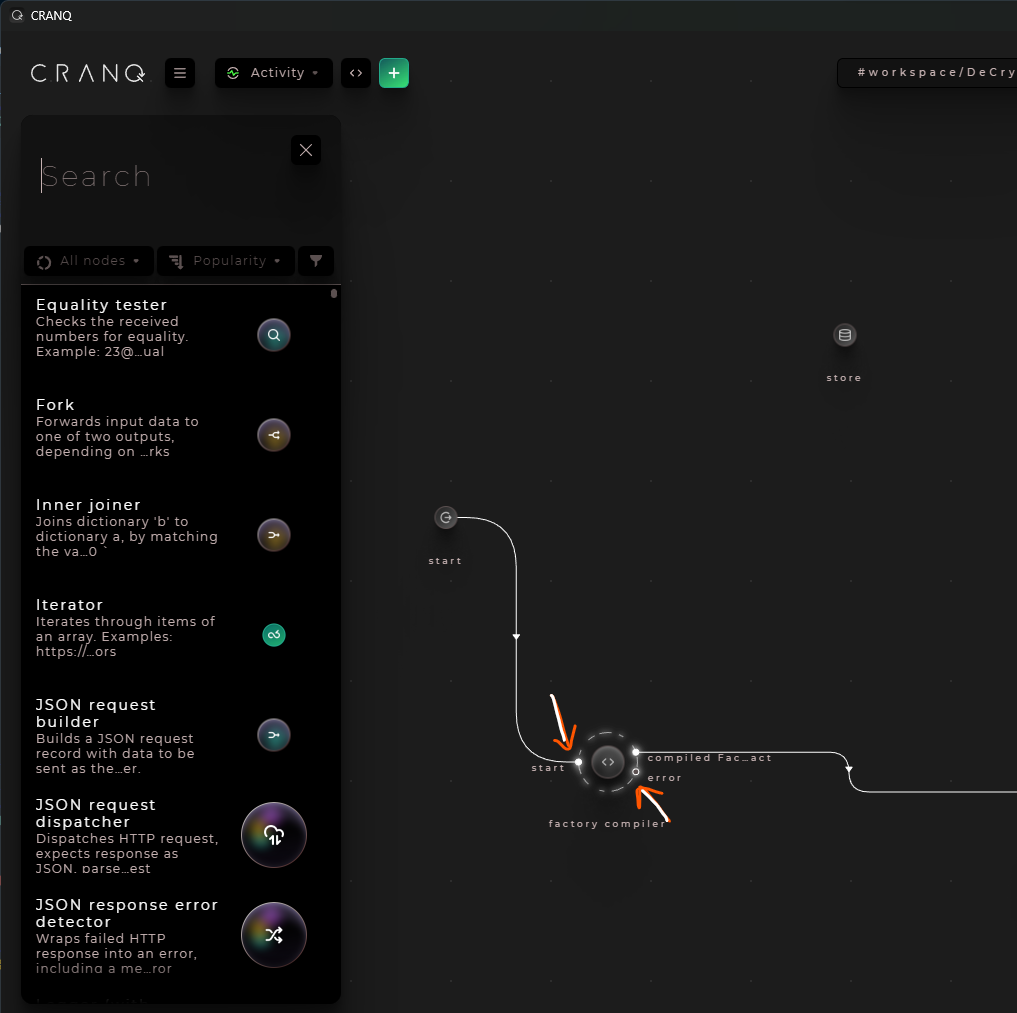 CRANQ
CRANQ
Activity
#workspace/DeCry
Search
All nodes
Popularity
Equality tester
Checks the received
numbers for equality.
Example: 23@…ual
Fork
Forwards input data to
one of two outputs,
depending on …rks
Inner joiner
Joins dictionary 'b' to
dictionary a, by matching
the va…0 `
Iterator
Iterates through items of
an array. Examples:
https://…ors
JSON request
builder
Builds a JSON request
record with data to be
sent as the…er.
JSON request
dispatcher
Dispatches HTTP request,
expects response as
JSON, parse…est
JSON response error
detector
Wraps failed HTTP
response into an error,
including a me…ror
store
start
start
compiled Fac…act
error
factory compiler